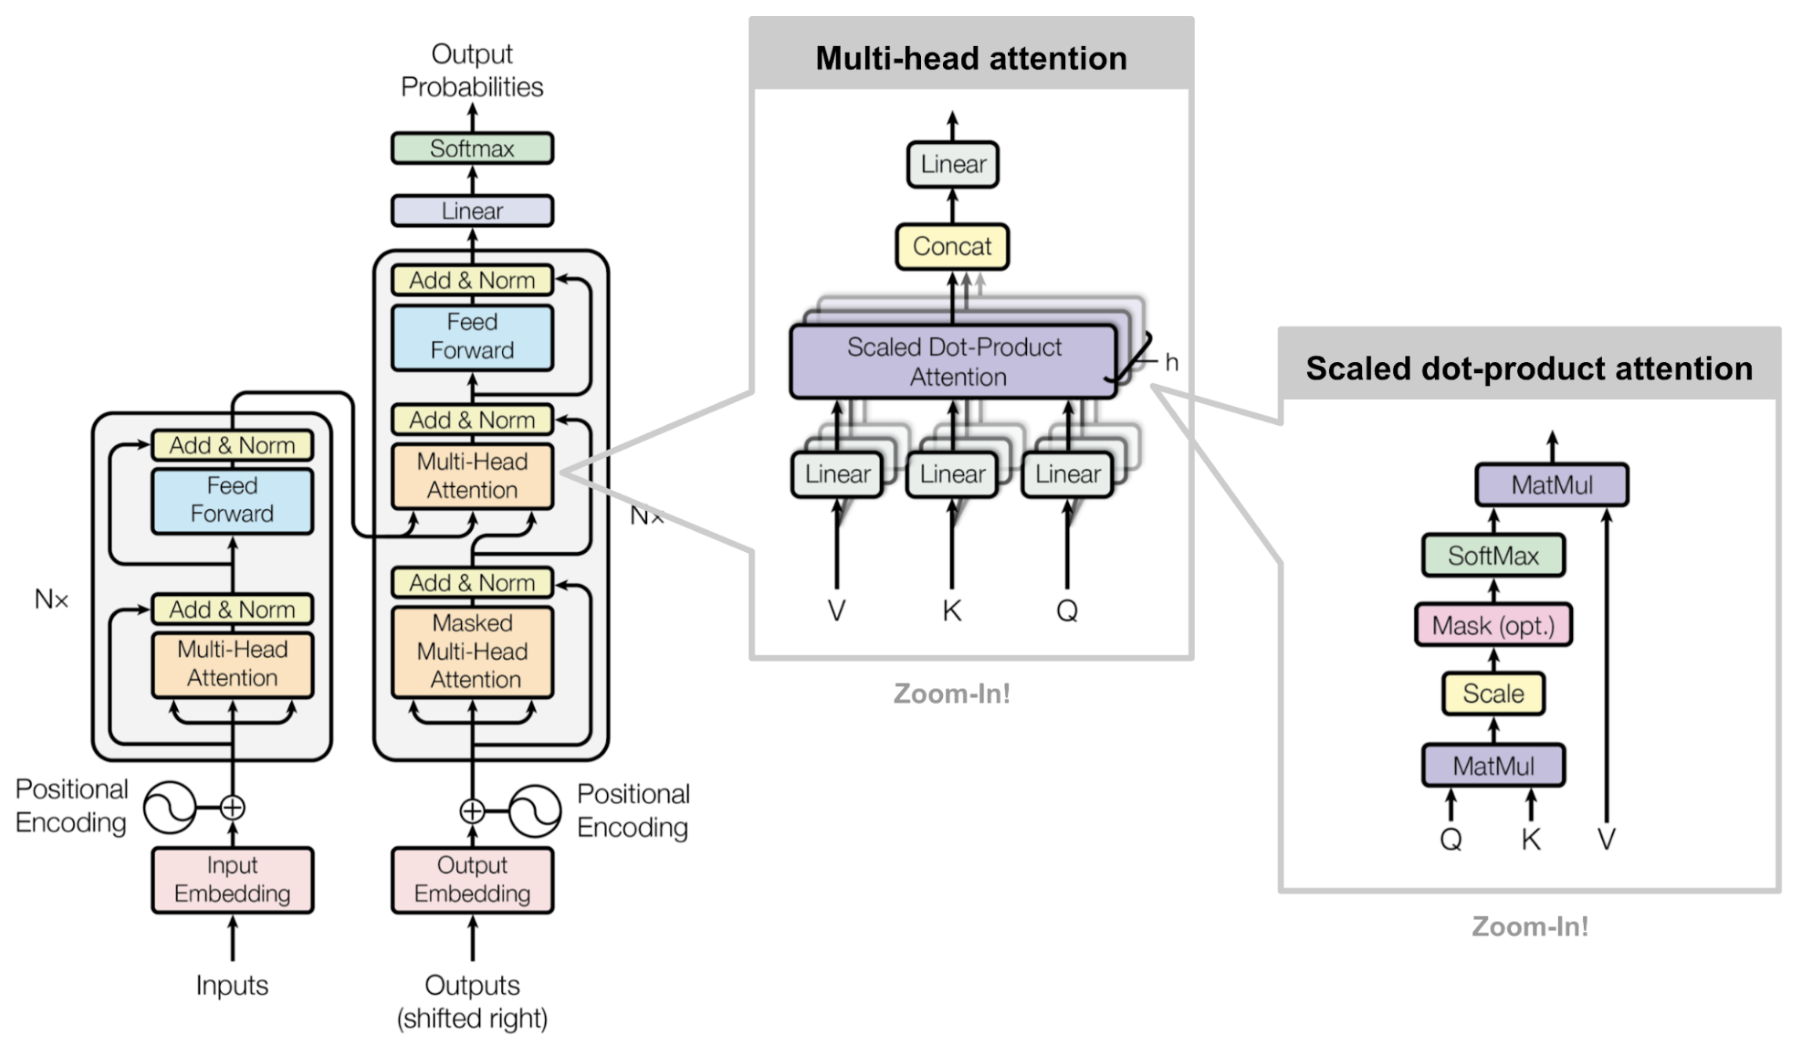 Output
Probabilities
Softmax
Linear
Add & Norm
Feed
Forward
Add & Norm
Multi-Head
Attention
Add & Norm
Masked
Multi-Head
Attention
N×
Add & Norm
Feed
Forward
Add & Norm
Multi-Head
Attention
N×
Positional
Encoding
Positional
Encoding
Input
Embedding
Output
Embedding
Inputs
Outputs
(shifted right)
Multi-head attention
Linear
Concat
Scaled Dot-Product
Attention
h
Linear
Linear
Linear
V
K
Q
Zoom-In!
Scaled dot-product attention
MatMul
SoftMax
Mask (opt.)
Scale
MatMul
Q
K
V
Zoom-In!